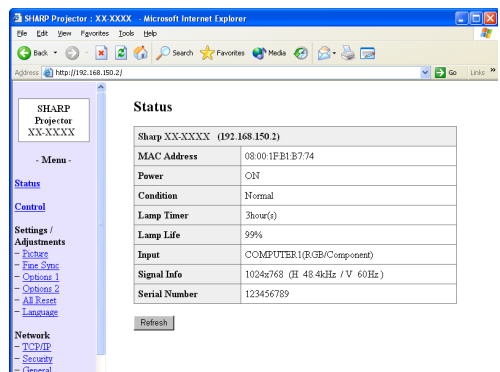 SHARP Projector : XX-XXXX - Microsoft Internet Explorer
File Edit View Favorites Tools Help
Back Search Favorites Media
Address http://192.168.150.2/ Go Links »
SHARP
Projector
XX-XXXX
- Menu -
Status
Control
Settings /
Adjustments
– Picture
– Fine Sync
– Options 1
– Options 2
– All Reset
– Language
Network
– TCP/IP
– Security
– General
Status
Sharp XX-XXXX (192.168.150.2)
MAC Address 08:00:1F:B1:B7:74
Power ON
Condition Normal
Lamp Timer 3hour(s)
Lamp Life 99%
Input COMPUTER1(RGB/Component)
Signal Info 1024x768 (H 48.4kHz / V 60Hz )
Serial Number 123456789
Refresh